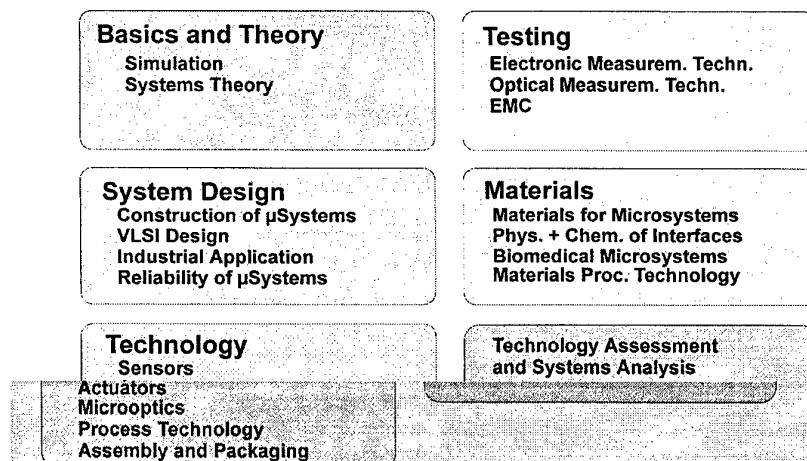 Basics and Theory
Simulation
Systems Theory
Testing
Electronic Measurem. Techn.
Optical Measurem. Techn.
EMC
System Design
Construction of µSystems
VLSI Design
Industrial Application
Reliability of µSystems
Materials
Materials for Microsystems
Phys. + Chem. of Interfaces
Biomedical Microsystems
Materials Proc. Technology
Technology
Sensors
Actuators
Microoptics
Process Technology
Assembly and Packaging
Technology Assessment
and Systems Analysis